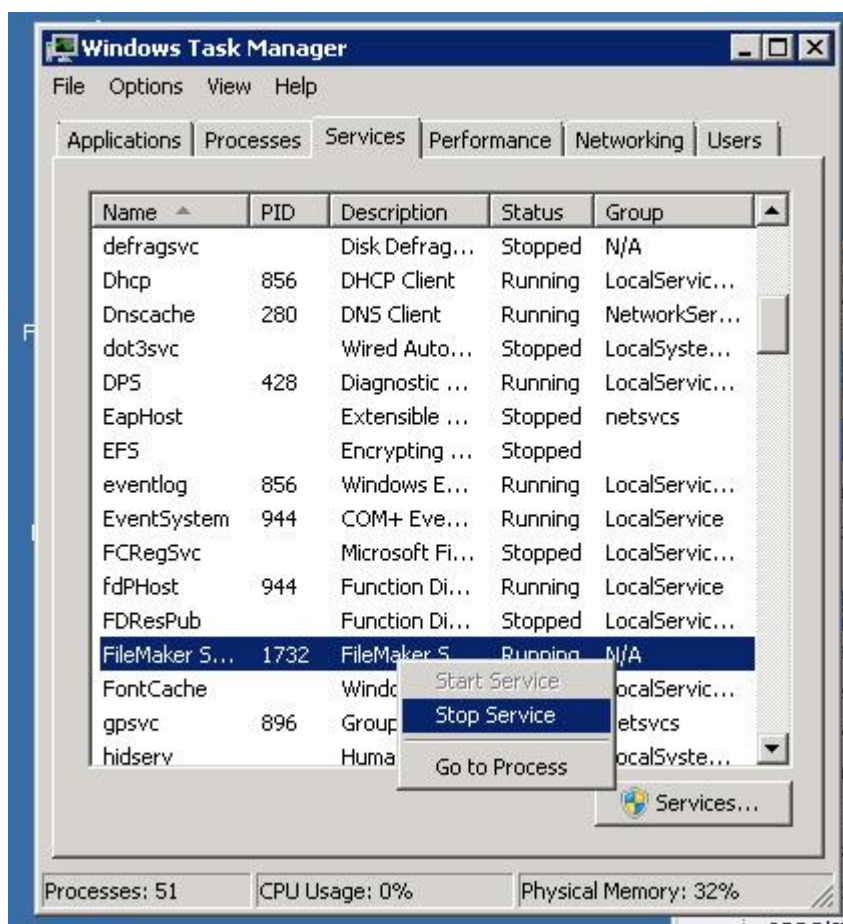 Windows Task Manager
File Options View Help
Applications Processes Services Performance Networking Users
Name PID Description Status Group
defragsvc Disk Defrag... Stopped N/A
Dhcp 856 DHCP Client Running LocalServic...
Dnscache 280 DNS Client Running NetworkSer...
dot3svc Wired Auto... Stopped LocalSyste...
DPS 428 Diagnostic ... Running LocalServic...
EapHost Extensible ... Stopped netsvcs
EFS Encrypting ... Stopped
eventlog 856 Windows E... Running LocalServic...
EventSystem 944 COM+ Eve... Running LocalService
FCRegSvc Microsoft Fi... Stopped LocalServic...
fdPHost 944 Function Di... Running LocalService
FDResPub Function Di... Stopped LocalServic...
FileMaker S... 1732 FileMaker S Running N/A
Start Service
FontCache Windo ocalServic...
Stop Service
gpsvc 896 Group etsvcs
hidserv Huma ocalSyste...
Go to Process
Services...
Processes: 51 CPU Usage: 0% Physical Memory: 32%